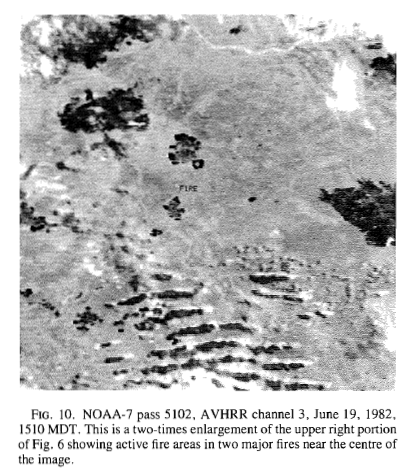 FIRE
FIG. 10. NOAA-7 pass 5102, AVHRR channel 3, June 19, 1982,
1510 MDT. This is a two-times enlargement of the upper right portion
of Fig. 6 showing active fire areas in two major fires near the centre of
the image.